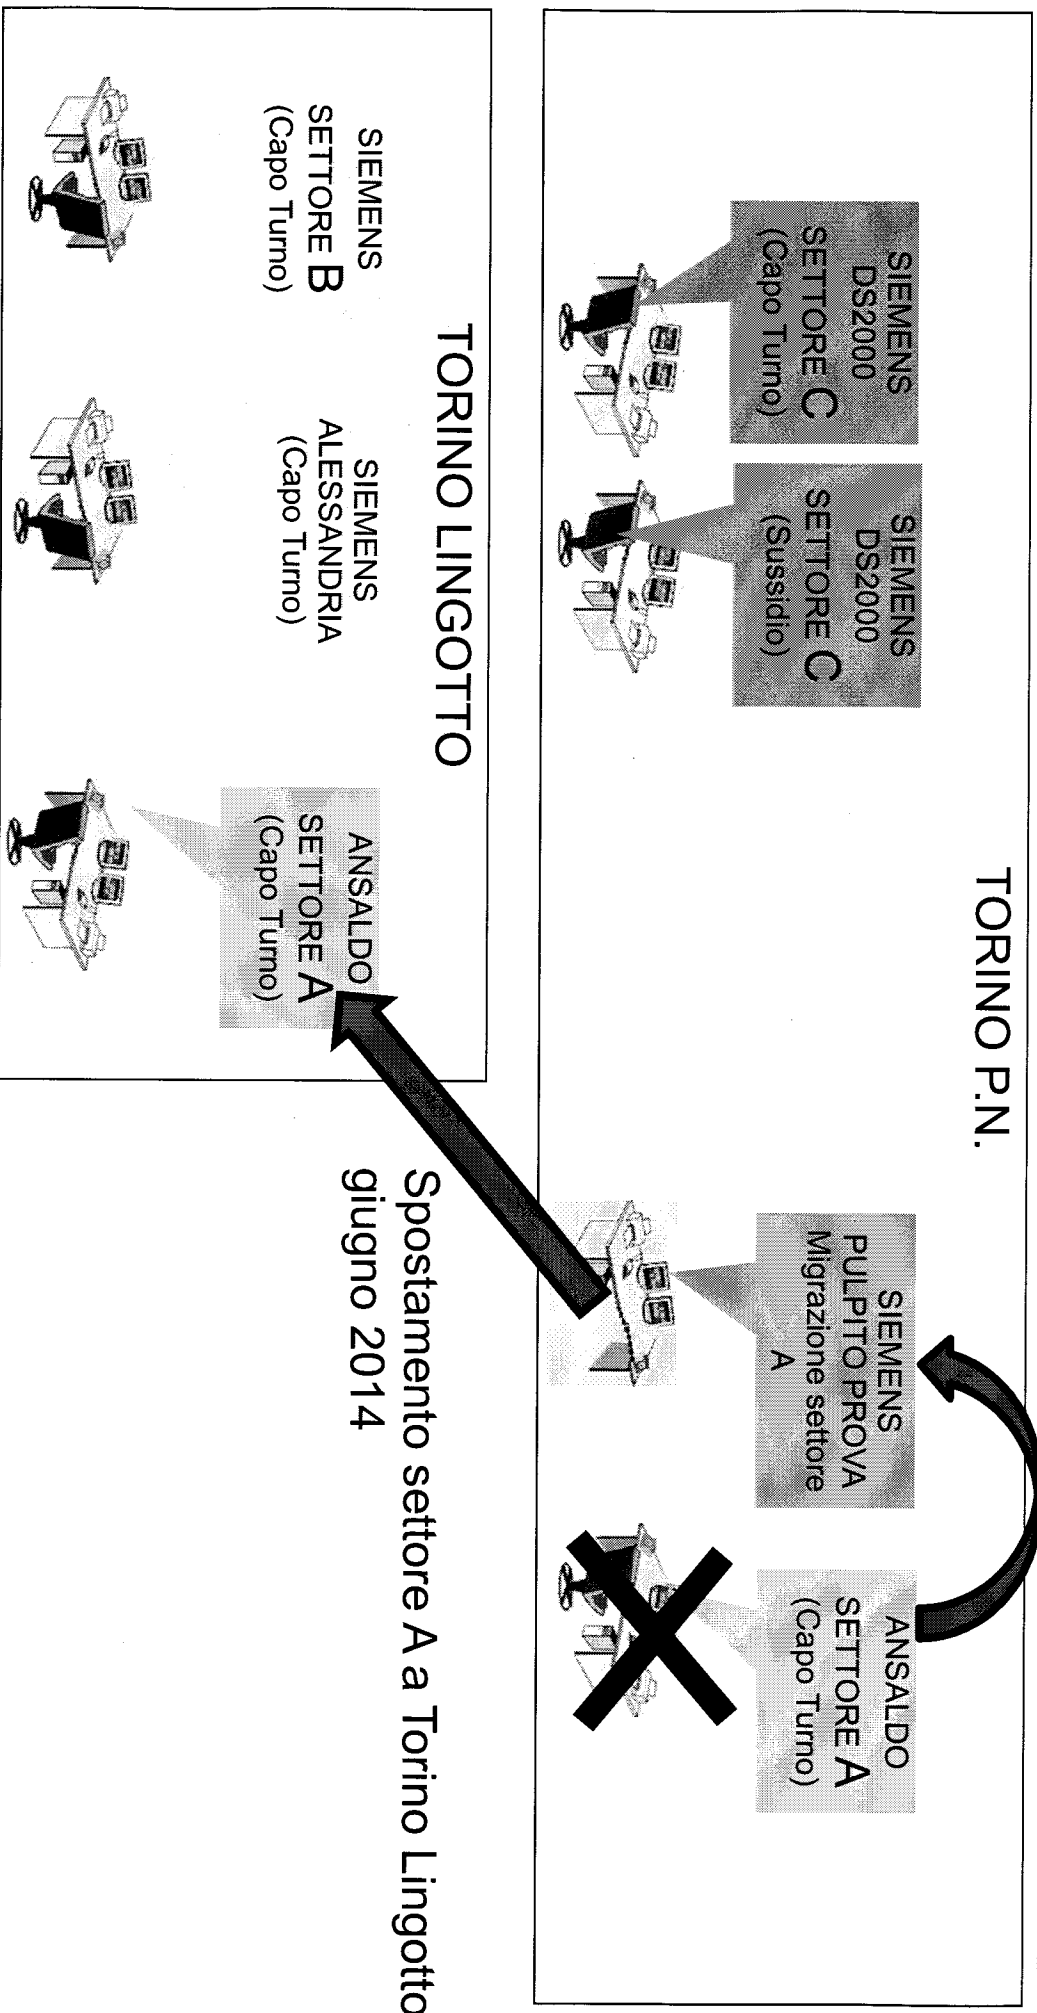 TORINO P.N.
SIEMENS
DS2000
SETTORE C
(Capo Turno)
SIEMENS
DS2000
SETTORE C
(Sussidio)
SIEMENS
PULPITO PROVA
Migrazione settore
A
ANSALDO
SETTORE A
(Capo Turno)
TORINO LINGOTTO
SIEMENS
SETTORE B
(Capo Turno)
SIEMENS
ALESSANDRIA
(Capo Turno)
ANSALDO
SETTORE A
(Capo Turno)
Spostamento settore A a Torino Lingotto
giugno 2014